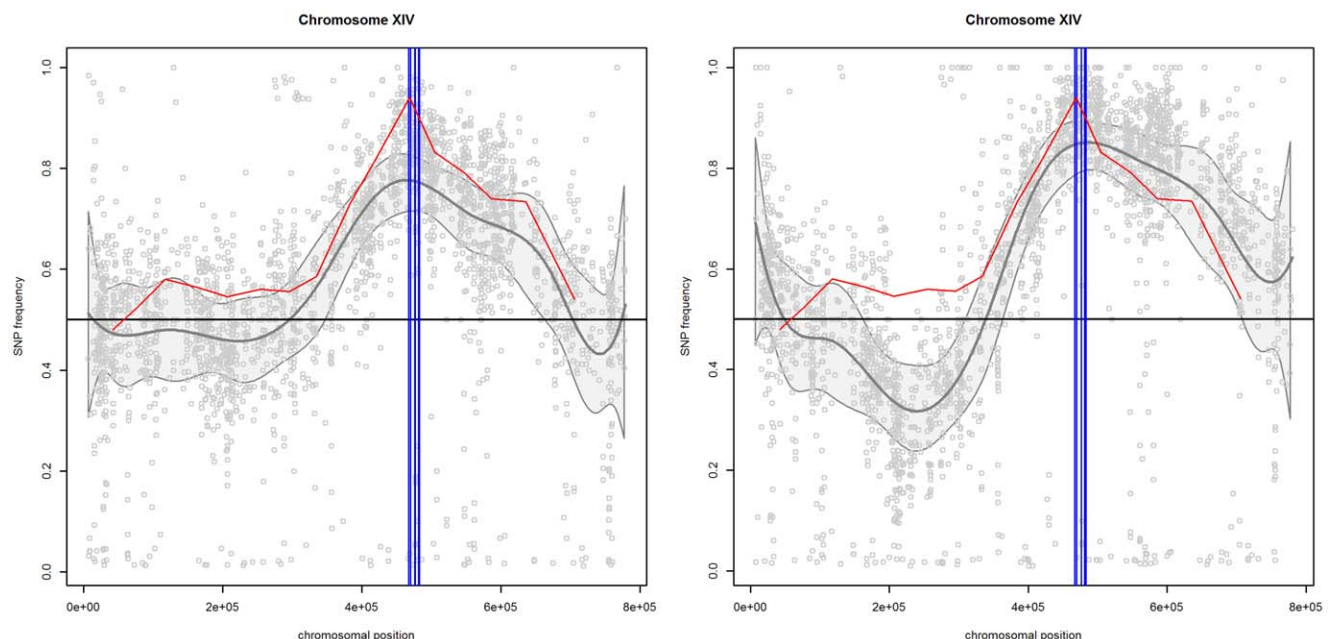 Chromosome XIV
SNP frequency
1.0
0.8
0.6
0.4
0.2
0.0
0e+00 2e+05 4e+05 6e+05 8e+05
chromosomal position
Chromosome XIV
SNP frequency
1.0
0.8
0.6
0.4
0.2
0.0
0e+00 2e+05 4e+05 6e+05 8e+05
chromosomal position